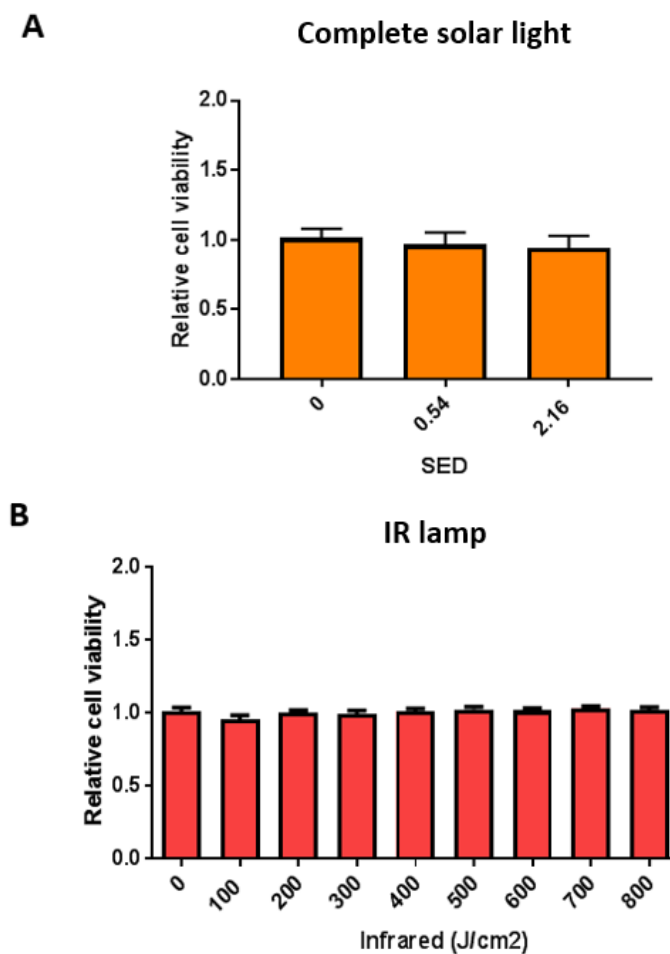 A
Complete solar light
Relative cell viability
2.0
1.5
1.0
0.5
0.0
0
0.54
2.16
SED
B
IR lamp
Relative cell viability
2.0
1.5
1.0
0.5
0.0
0
100
200
300
400
500
600
700
800
Infrared (J/cm2)